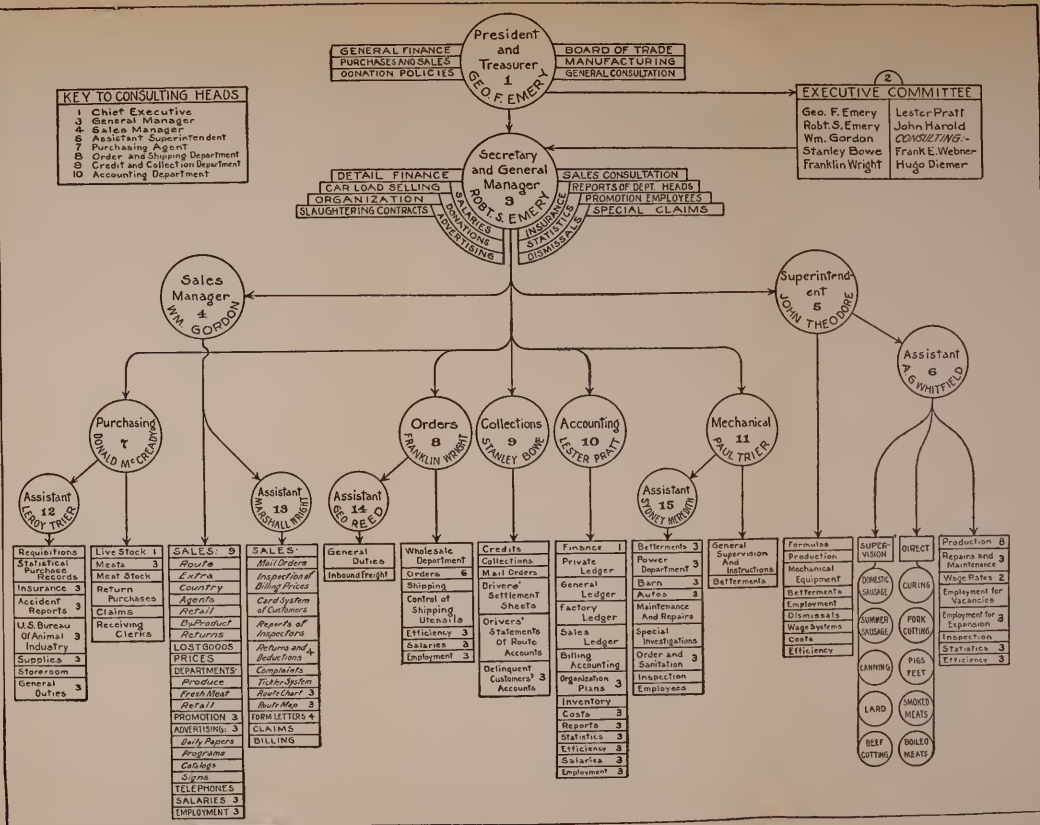 President
and
Treasurer
1
GEO. F. EMERY
GENERAL FINANCE
PURCHASES AND SALES
DONATION POLICIES
BOARD OF TRADE
MANUFACTURING
GENERAL CONSULTATION
KEY TO CONSULTING HEADS
1 Chief Executive
3 General Manager
4 Sales Manager
6 Assistant Superintendent
7 Purchasing Agent
8 Order and Shipping Department
9 Credit and Collection Department
10 Accounting Department
2
EXECUTIVE COMMITTEE
Geo. F. Emery
Robt. S. Emery
Wm. Gordon
Stanley Bowe
Franklin Wright
Lester Pratt
John Harold
CONSULTING:-
Frank E. Webner
Hugo Diemer
Secretary
and General
Manager
3
ROBT. S. EMERY
DETAIL FINANCE
CAR LOAD SELLING
ORGANIZATION
SLAUGHTERING CONTRACTS
SALARIES
DONATIONS
ADVERTISING
SALES CONSULTATION
REPORTS OF DEPT. HEADS
PROMOTION EMPLOYEES
SPECIAL CLAIMS
INSURANCE
STATISTICS
DISMISSALS
Sales
Manager
4
WM. GORDON
Superintend-
ent
5
JOHN THEODORE
Assistant
6
A.G WHITFIELD
Purchasing
7
DONALD McCREADY
Orders
8
FRANKLIN WRIGHT
Collections
9
STANLEY BOWE
Accounting
10
LESTER PRATT
Mechanical
11
PAUL TRIER
Assistant
12
LEROY TRIER
Assistant
13
MARSHALL WRIGHT
Assistant
14
GEO REED
Assistant
15
SYDNEY MEREDITH
Requisitions
Statistical
Purchase
Records
Insurance 3
Accident
Reports 3
U.S. Bureau
Of Animal 3
Industry
Supplies 3
Storeroom
General
Duties 3
Live Stock 1
Meats 3
Meat Stock
Return
Purchases
Claims
Receiving
Clerks
SALES: 9
Route
Extra
Country
Agents
Retail
By Product
Returns
LOST GOODS
PRICES
DEPARTMENTS:
Produce
Fresh Meat
Retail
PROMOTION 3
ADVERTISING: 3
Daily Papers
Programs
Catalogs
Signs
TELEPHONES
SALARIES 3
EMPLOYMENT 3
SALES:
Mail Orders
Inspection of
Billing Prices
Card System
of Customers
Reports of
Inspectors
Returns and
Deductions 4
Complaints
Tickler System
Route Chart 3
Route Map 3
FORM LETTERS 4
CLAIMS
BILLING
General
Duties
Inbound Freight
Wholesale
Department
Orders 6
Shipping
Control of
Shipping
Utensils
Efficiency 3
Salaries 3
Employment 3
Credits
Collections
Mail Orders
Drivers'
Settlement
Sheets
Drivers'
Statements
Of Route
Accounts
Delinquent
Customers' 3
Accounts
Finance 1
Private
Ledger
General
Ledger
Factory
Ledger
Sales
Ledger
Billing
Accounting
Organization
Plans 3
Inventory
Costs 3
Reports 3
Statistics 3
Efficiency 3
Salaries 3
Employment 3
Betterments 3
Power
Department 3
Barn 3
Autos 3
Maintenance
And Repairs
Special
Investigations
Order and
Sanitation 3
Inspection
Employees
General
Supervision
And
Instructions
Betterments
Formulas
Production
Mechanical
Equipment
Betterments
Employment
Dismissals
Wage Systems
Costs
Efficiency
SUPER-
VISION
DOMESTIC
SAUSAGE
SUMMER
SAUSAGE
CANNING
LARD
BEEF
CUTTING
DIRECT
CURING
PORK
CUTTING
PIGS
FEET
SMOKED
MEATS
BOILED
MEATS
Production 8
Repairs and
Maintenance 3
Wage Rates 2
Employment for
Vacancies
Employment for
Expansion 3
Inspection
Statistics 3
Efficiency 3